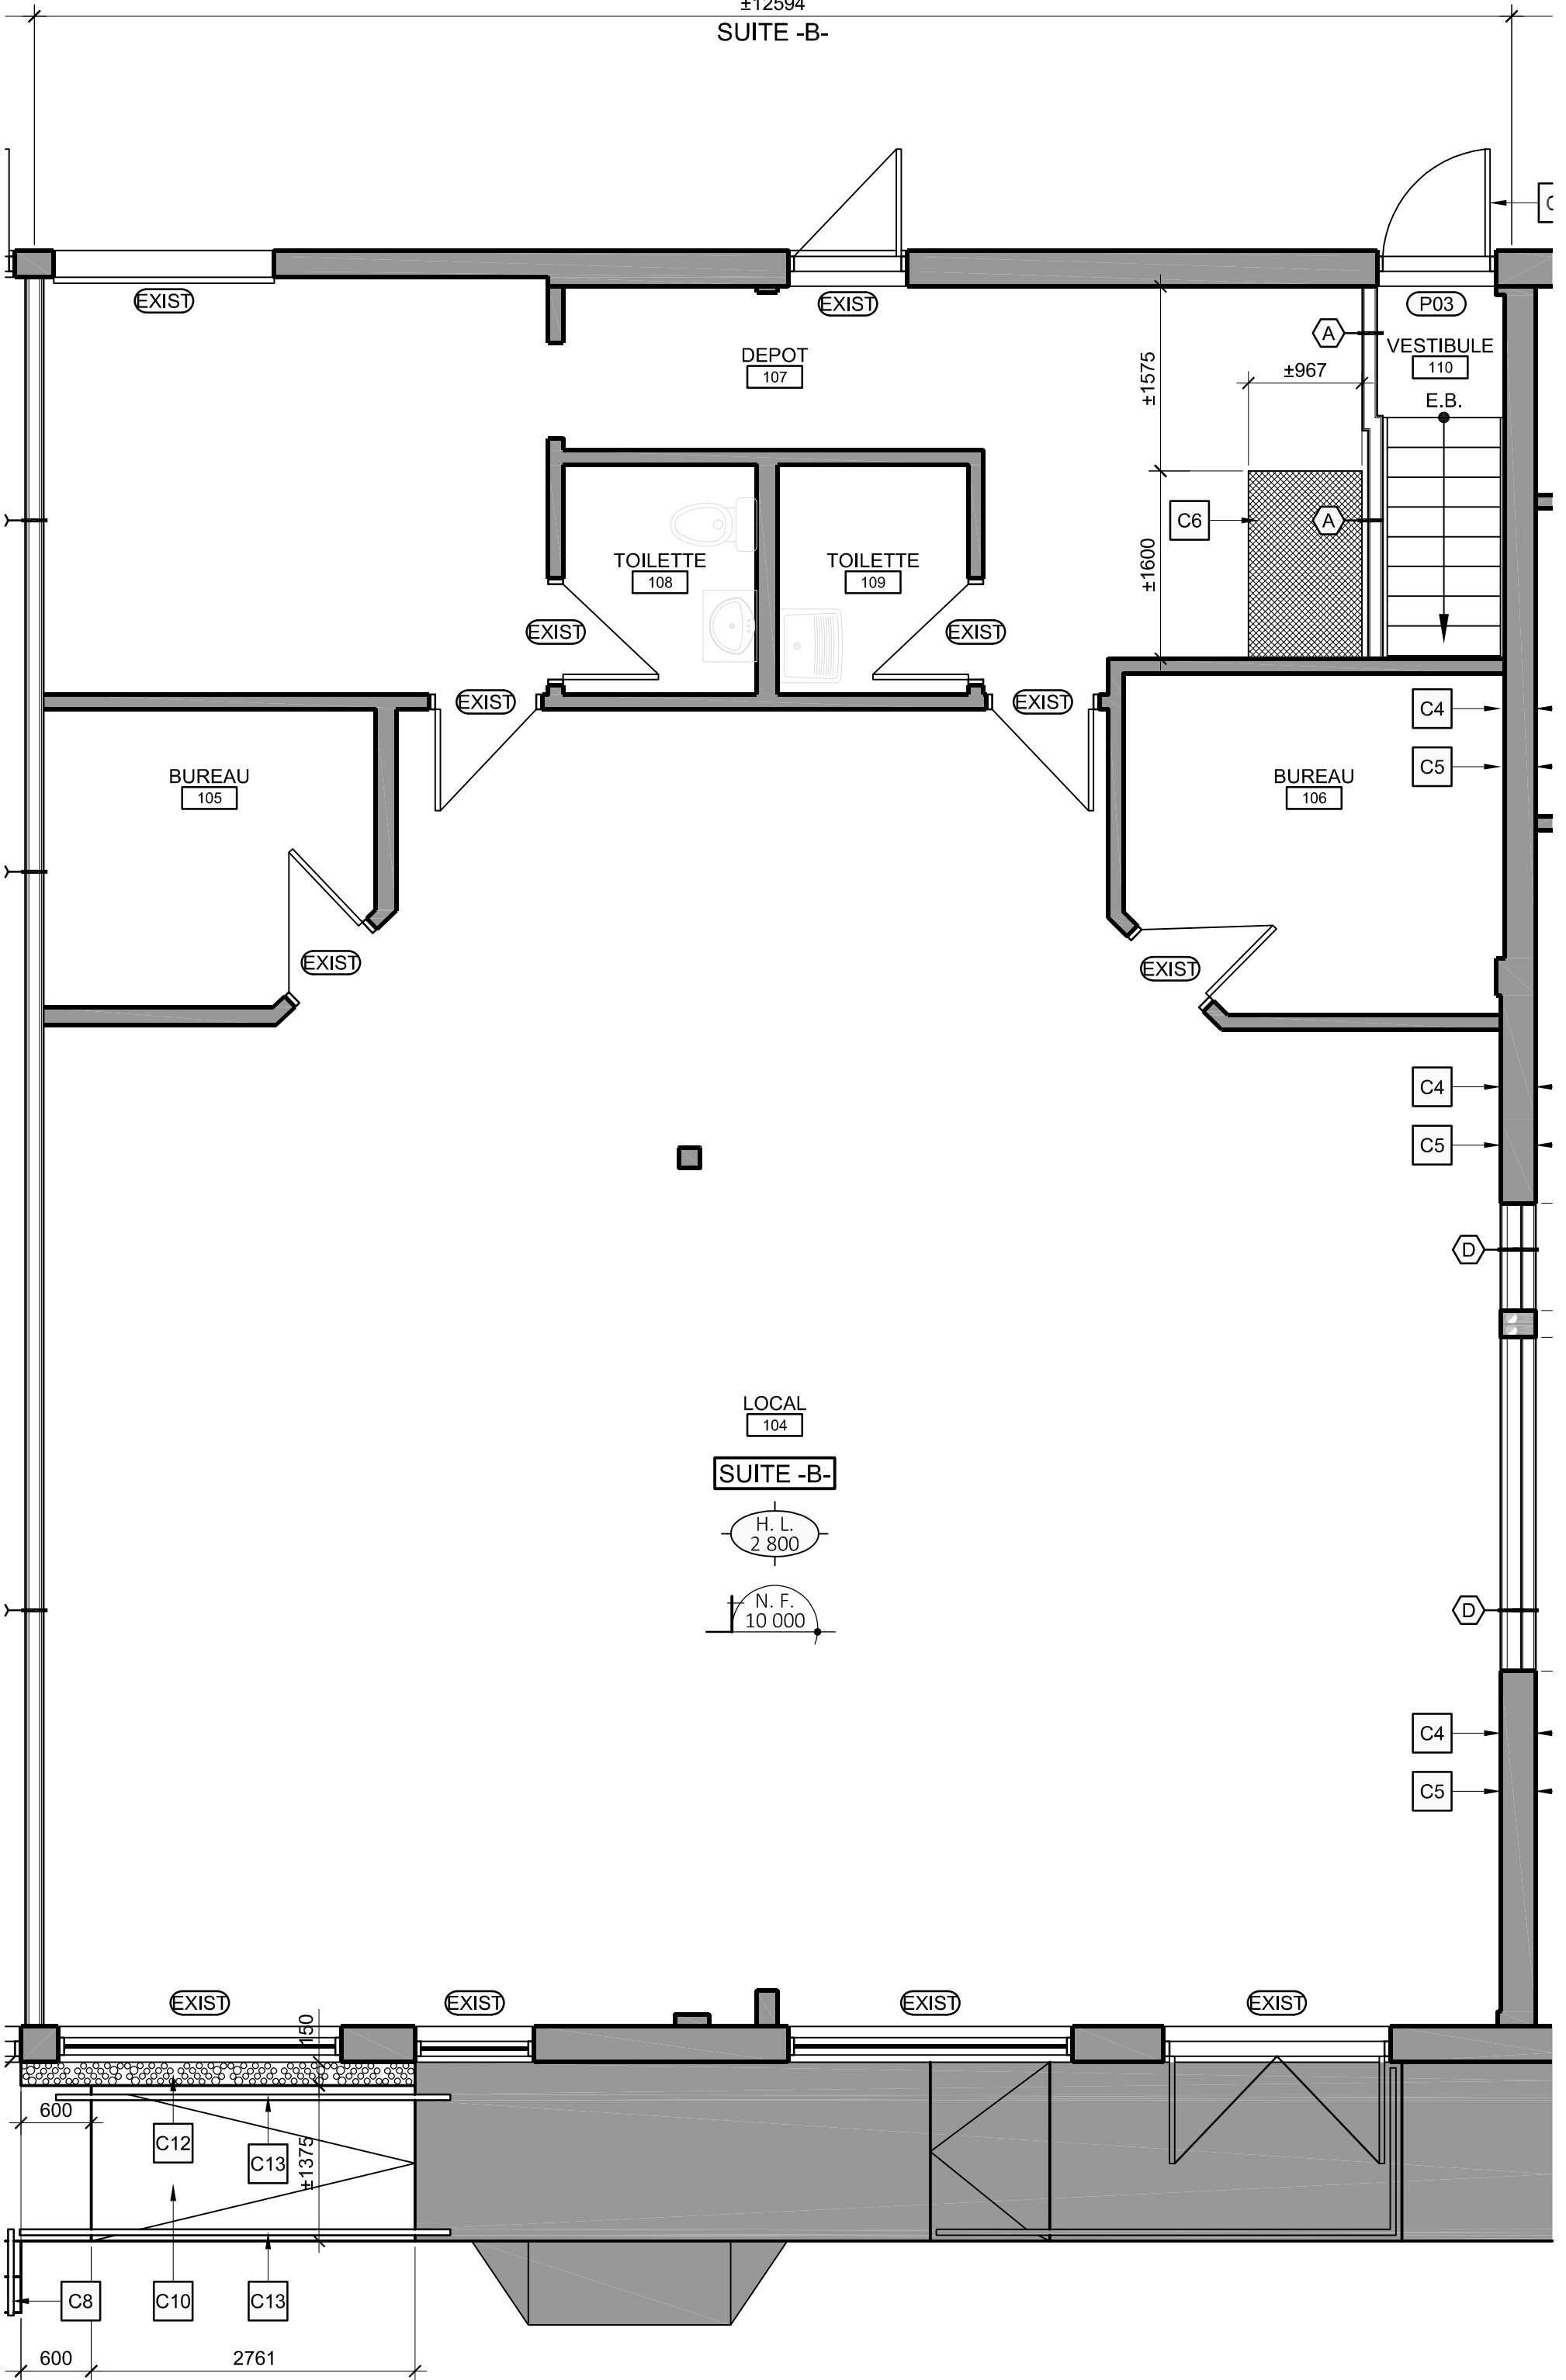 ±12594
SUITE -B-
EXIST
EXIST
P03
A
VESTIBULE
110
DEPOT
107
±1575
±967
E.B.
C6
A
±1600
TOILETTE
108
TOILETTE
109
EXIST
EXIST
EXIST
EXIST
C4
C5
BUREAU
105
BUREAU
106
EXIST
EXIST
C4
C5
D
LOCAL
104
SUITE -B-
H. L.
2 800
N. F.
10 000
D
C4
C5
EXIST
EXIST
EXIST
EXIST
150
600
C12
C13
±1375
C8
C10
C13
600
2761